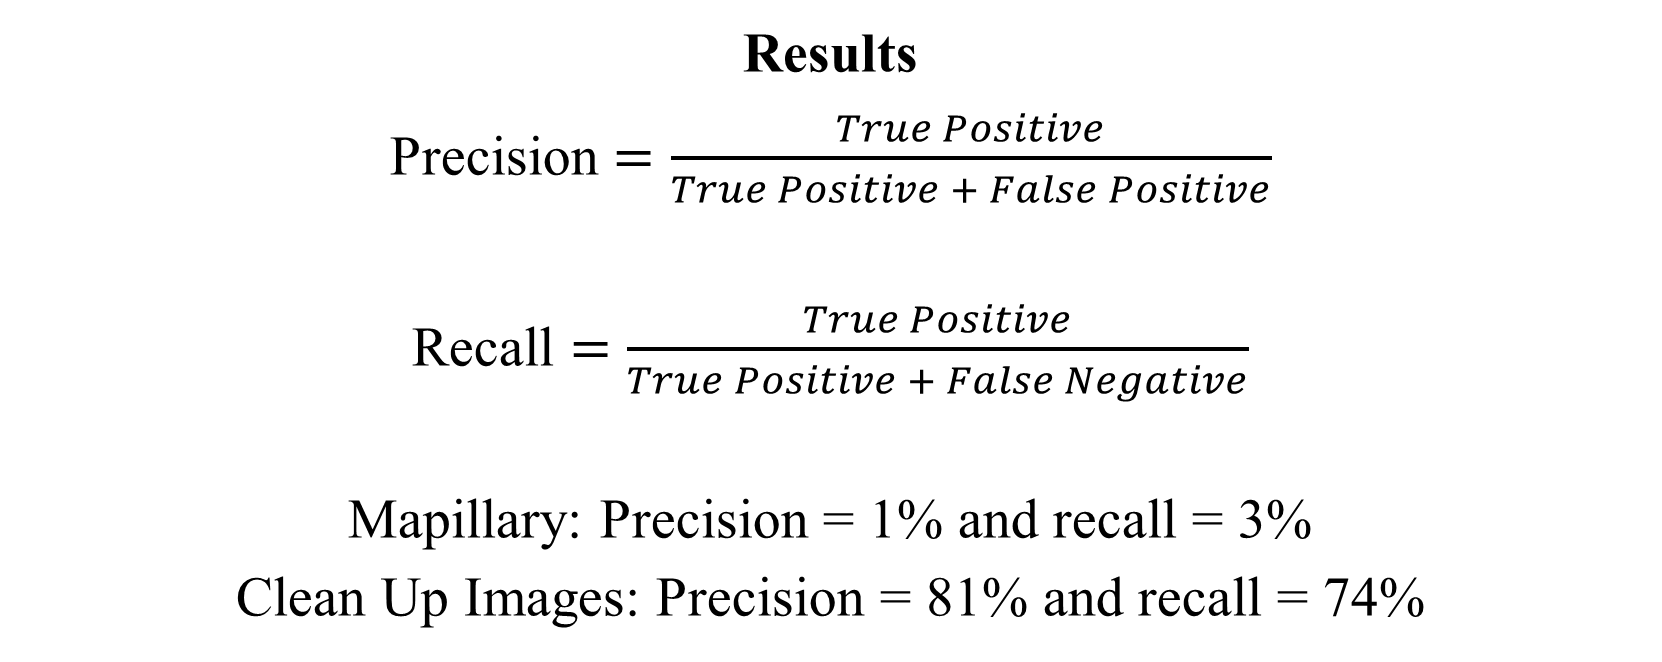 Results
Precision = True Positive / True Positive + False Positive
Recall = True Positive / True Positive + False Negative
Mapillary: Precision = 1% and recall = 3%
Clean Up Images: Precision = 81% and recall = 74%